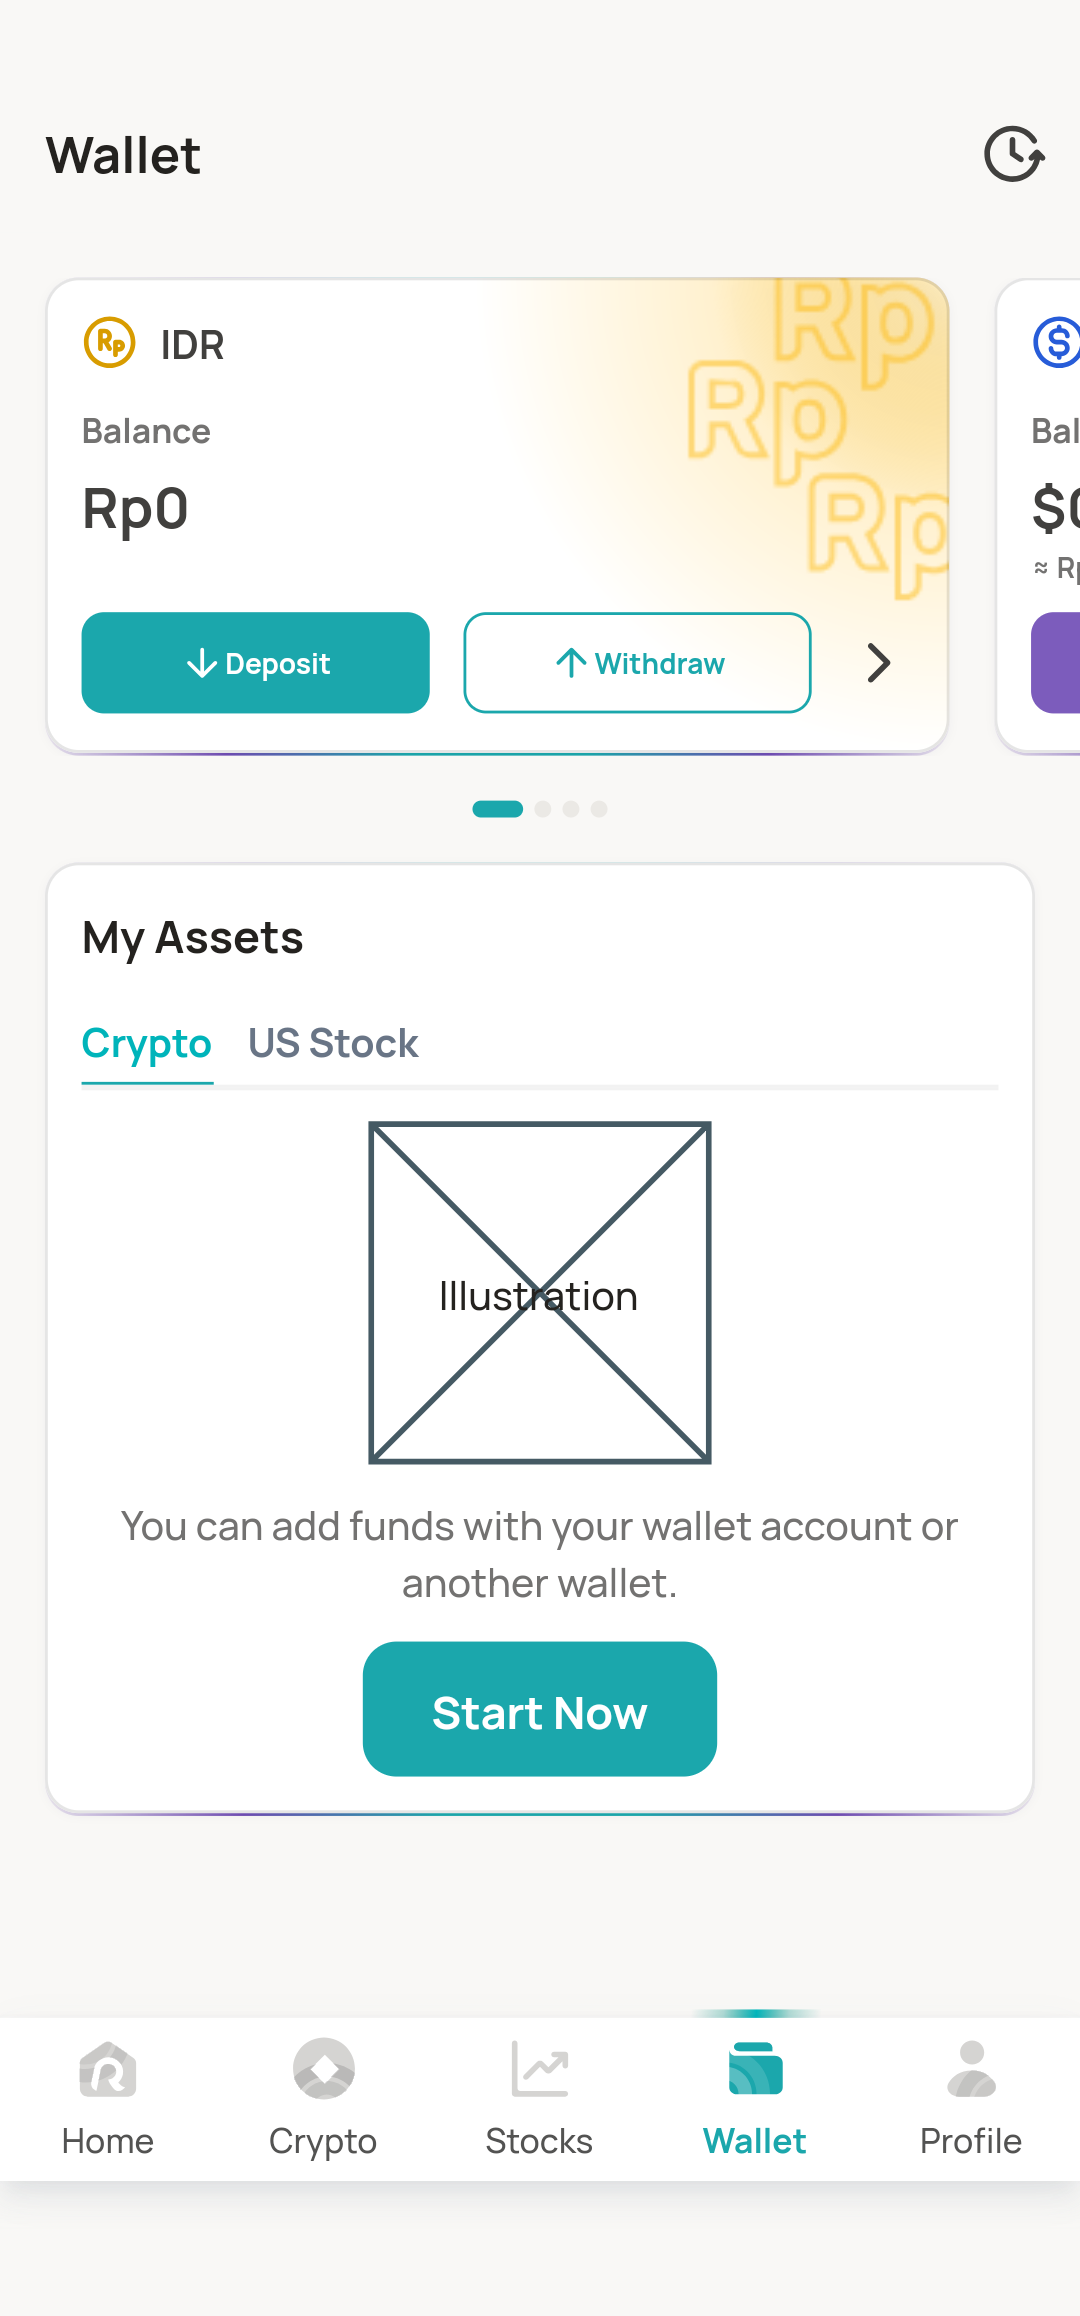 Wallet
Rp IDR
Balance
Rp0
Rp
Rp
Rp
Deposit
Withdraw
$
Bal
$0
≈ Rp
My Assets
Crypto US Stock
Illustration
You can add funds with your wallet account or
another wallet.
Start Now
Home Crypto Stocks Wallet Profile